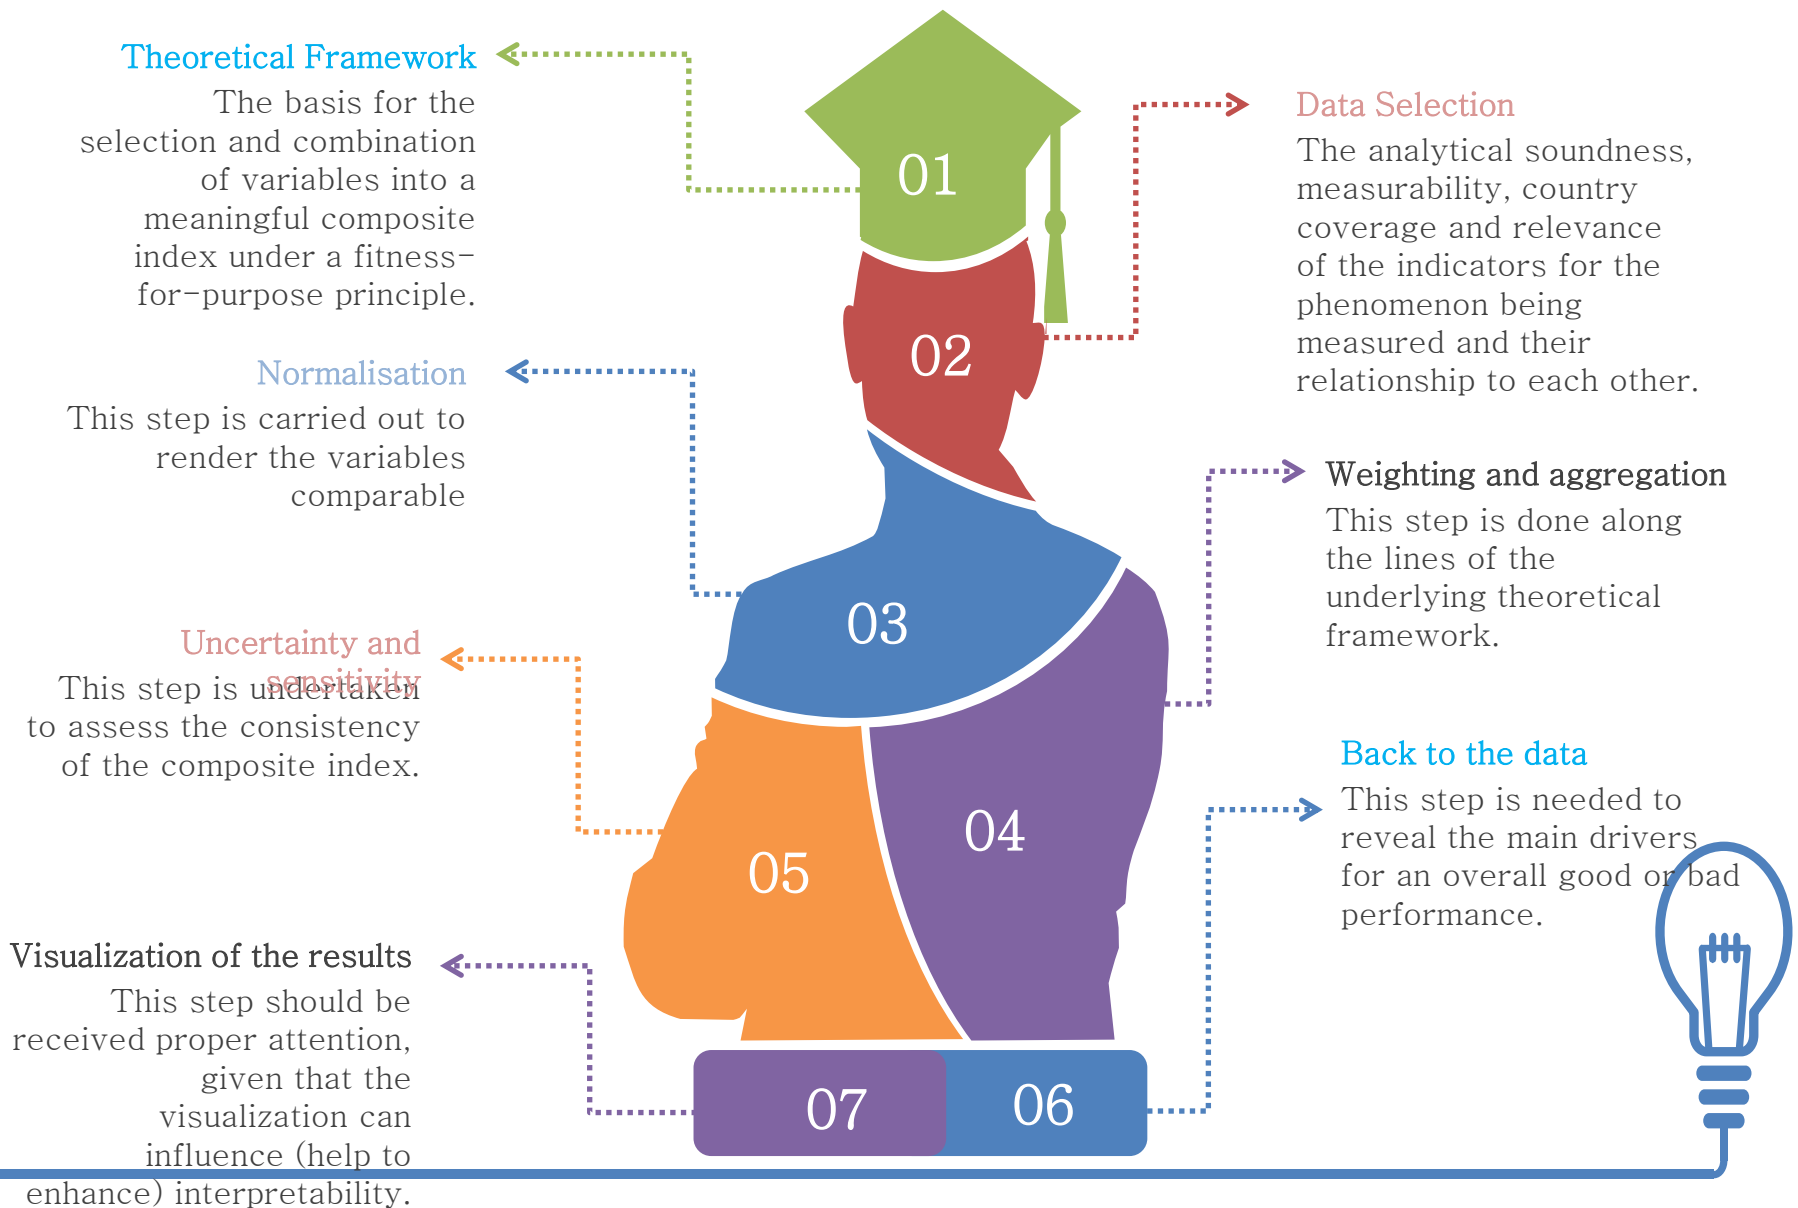 Theoretical Framework
The basis for the
selection and combination
of variables into a
meaningful composite
index under a fitness-
for-purpose principle.
01
Data Selection
The analytical soundness,
measurability, country
coverage and relevance
of the indicators for the
phenomenon being
measured and their
relationship to each other.
02
Normalisation
This step is carried out to
render the variables
comparable
03
Weighting and aggregation
This step is done along
the lines of the
underlying theoretical
framework.
04
Uncertainty and
sensitivity
This step is undertaken
to assess the consistency
of the composite index.
05
Back to the data
This step is needed to
reveal the main drivers
for an overall good or bad
performance.
06
Visualization of the results
This step should be
received proper attention,
given that the
visualization can
influence (help to
enhance) interpretability.
07